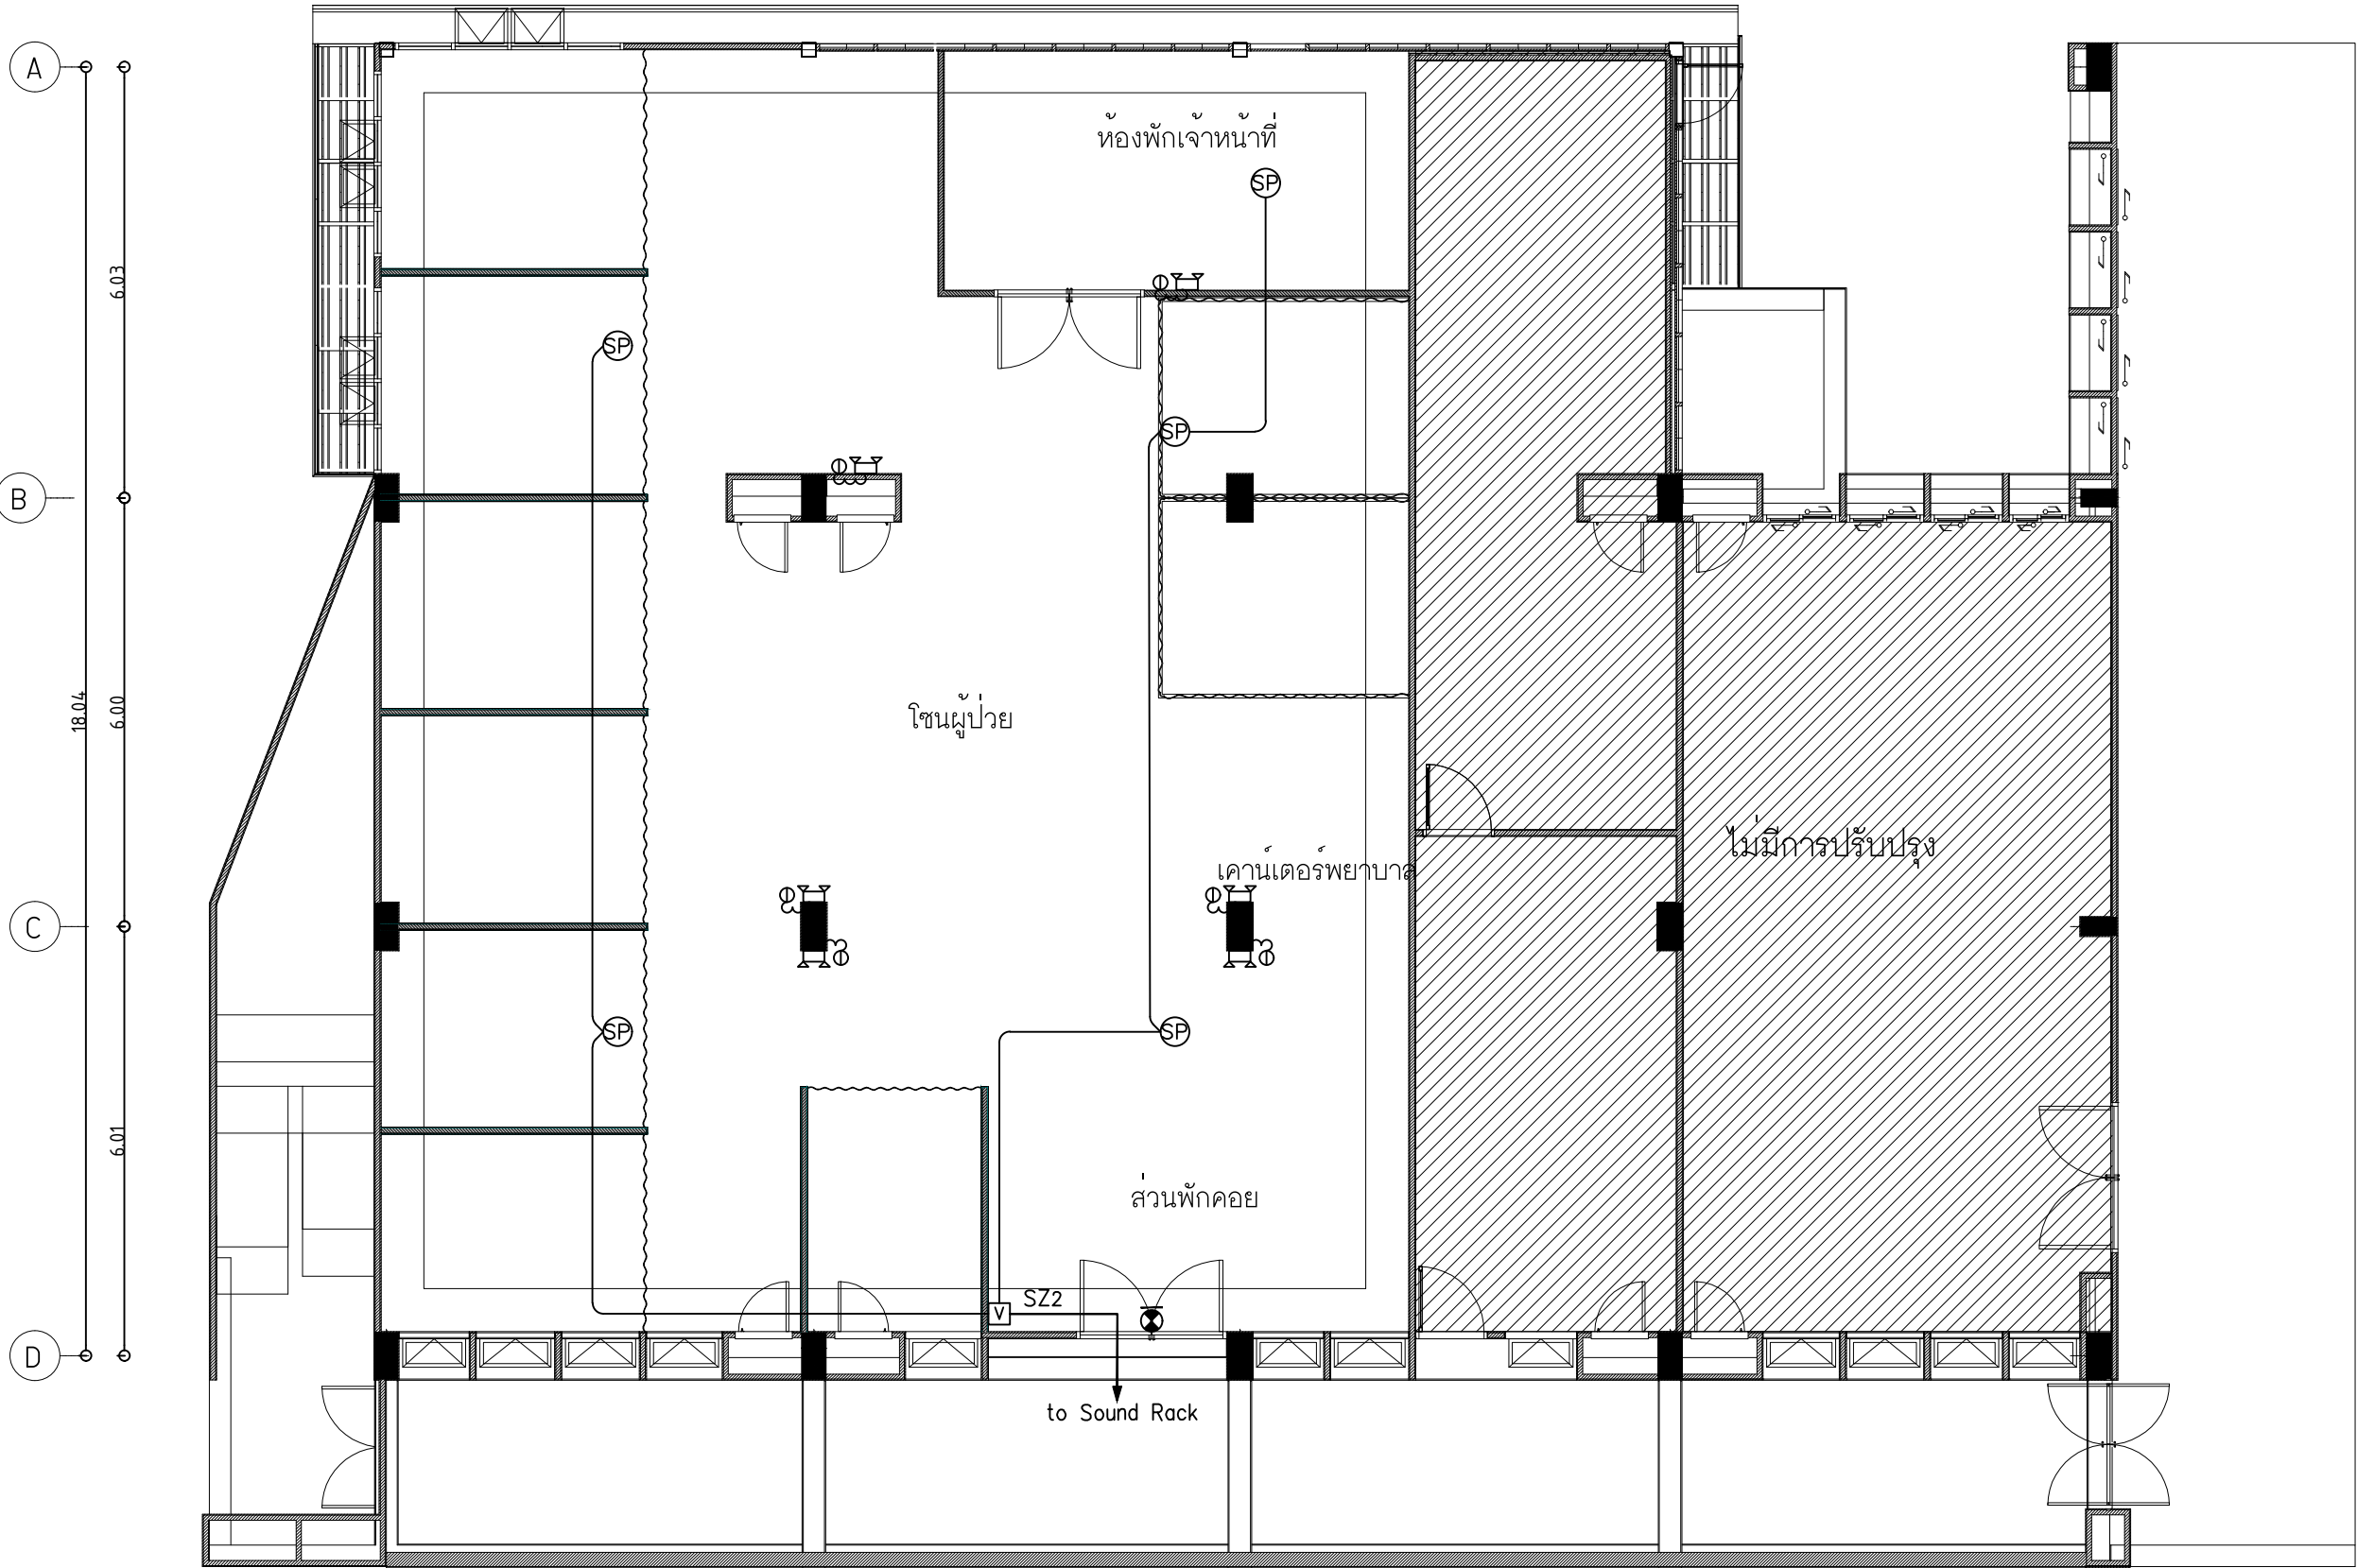 A
ห้องพักเจ้าหน้าที่
SP
6.03
SP
SP
B
18.04
6.00
โซนผู้ป่วย
ไม่มีการปรับปรุง
เคาน์เตอร์พยาบาล
C
SP
SP
6.01
ส่วนพักคอย
SZ2
V
D
to Sound Rack